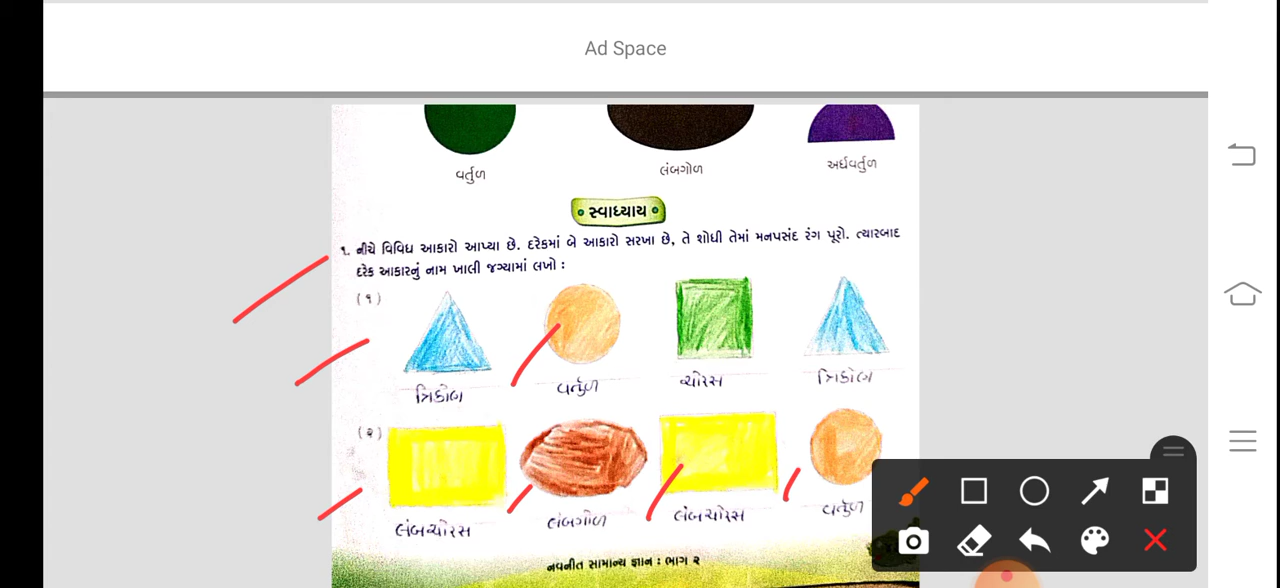 Ad Space
વર્તુળ લંબગોળ અર્ધવર્તુળ
સ્વાધ્યાય
૧. નીચે વિવિધ આકારો આપ્યા છે. દરેકમાં બે આકારો સરખા છે, તે શોધી તેમાં મનપસંદ રંગ પૂરો. ત્યારબાદ
દરેક આકારનું નામ ખાલી જગ્યામાં લખો :
(૧)
ત્રિકોણ વર્તુળ ચોરસ ત્રિકોણ
(૨)
લંબચોરસ લંબગોળ લંબચોરસ વર્તુળ
નવનીત સામાન્ય જ્ઞાન : ભાગ ૨